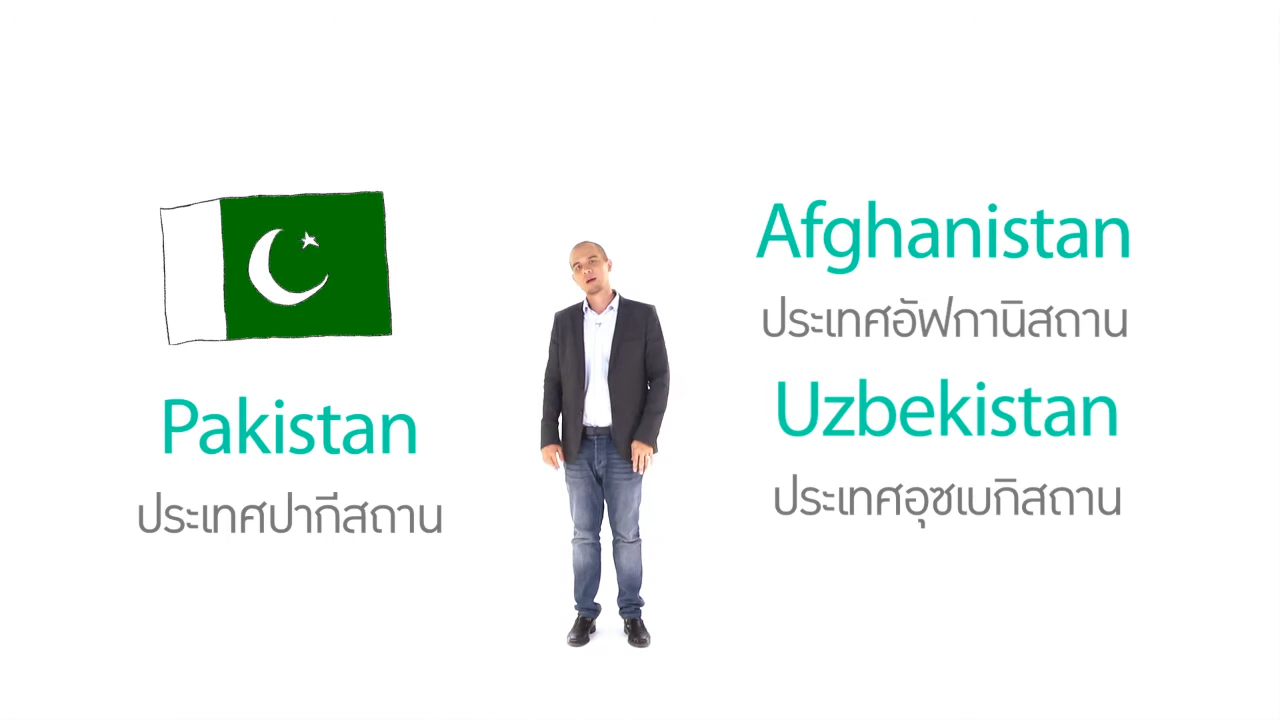 Pakistan
ประเทศปากีสถาน
Afghanistan
ประเทศอัฟกานิสถาน
Uzbekistan
ประเทศอุซเบกิสถาน